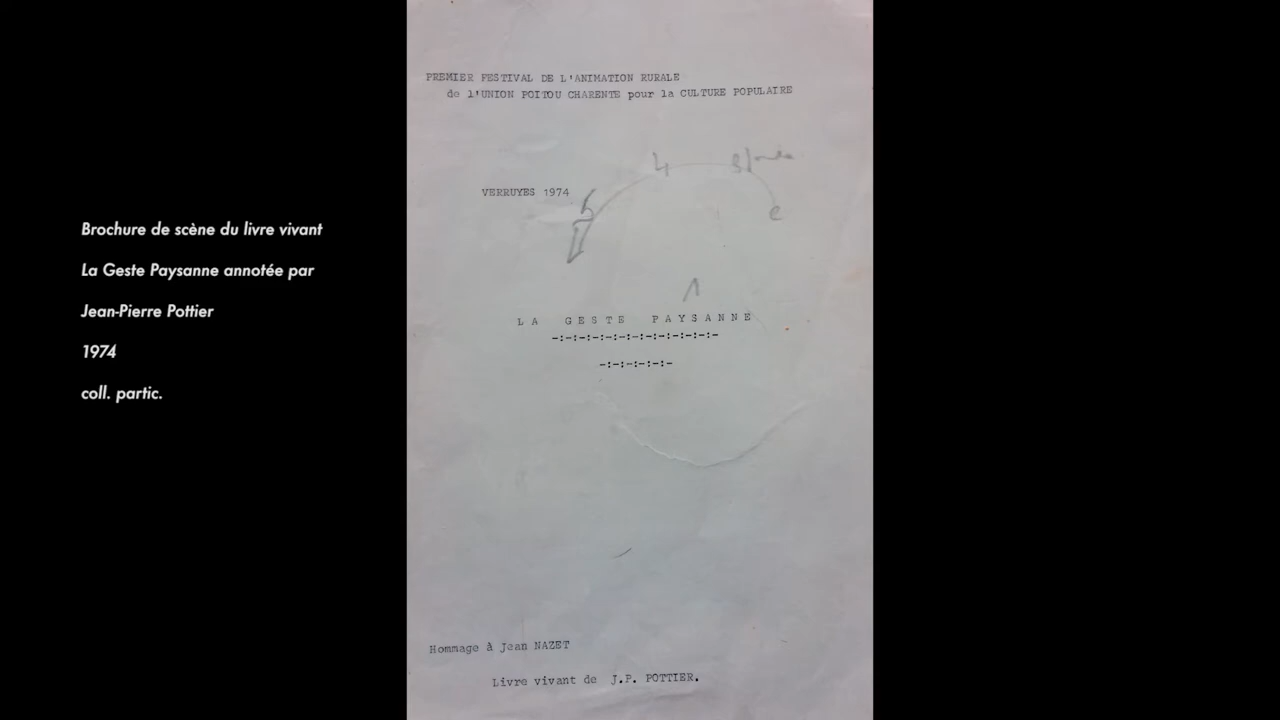 Brochure de scène du livre vivant
La Geste Paysanne annotée par
Jean-Pierre Pottier
1974
coll. partic.
PREMIER FESTIVAL DE L'ANIMATION RURALE
de l'UNION POITOU CHARENTE pour la CULTURE POPULAIRE
4
VERRUYES 1974
5
1
LA GESTE PAYSANNE
-:-:-:-:-:-:-:-:-:-:-:-:-
-:-:-:-:-:-
Hommage à Jean NAZET
Livre vivant de J.P. POTTIER.